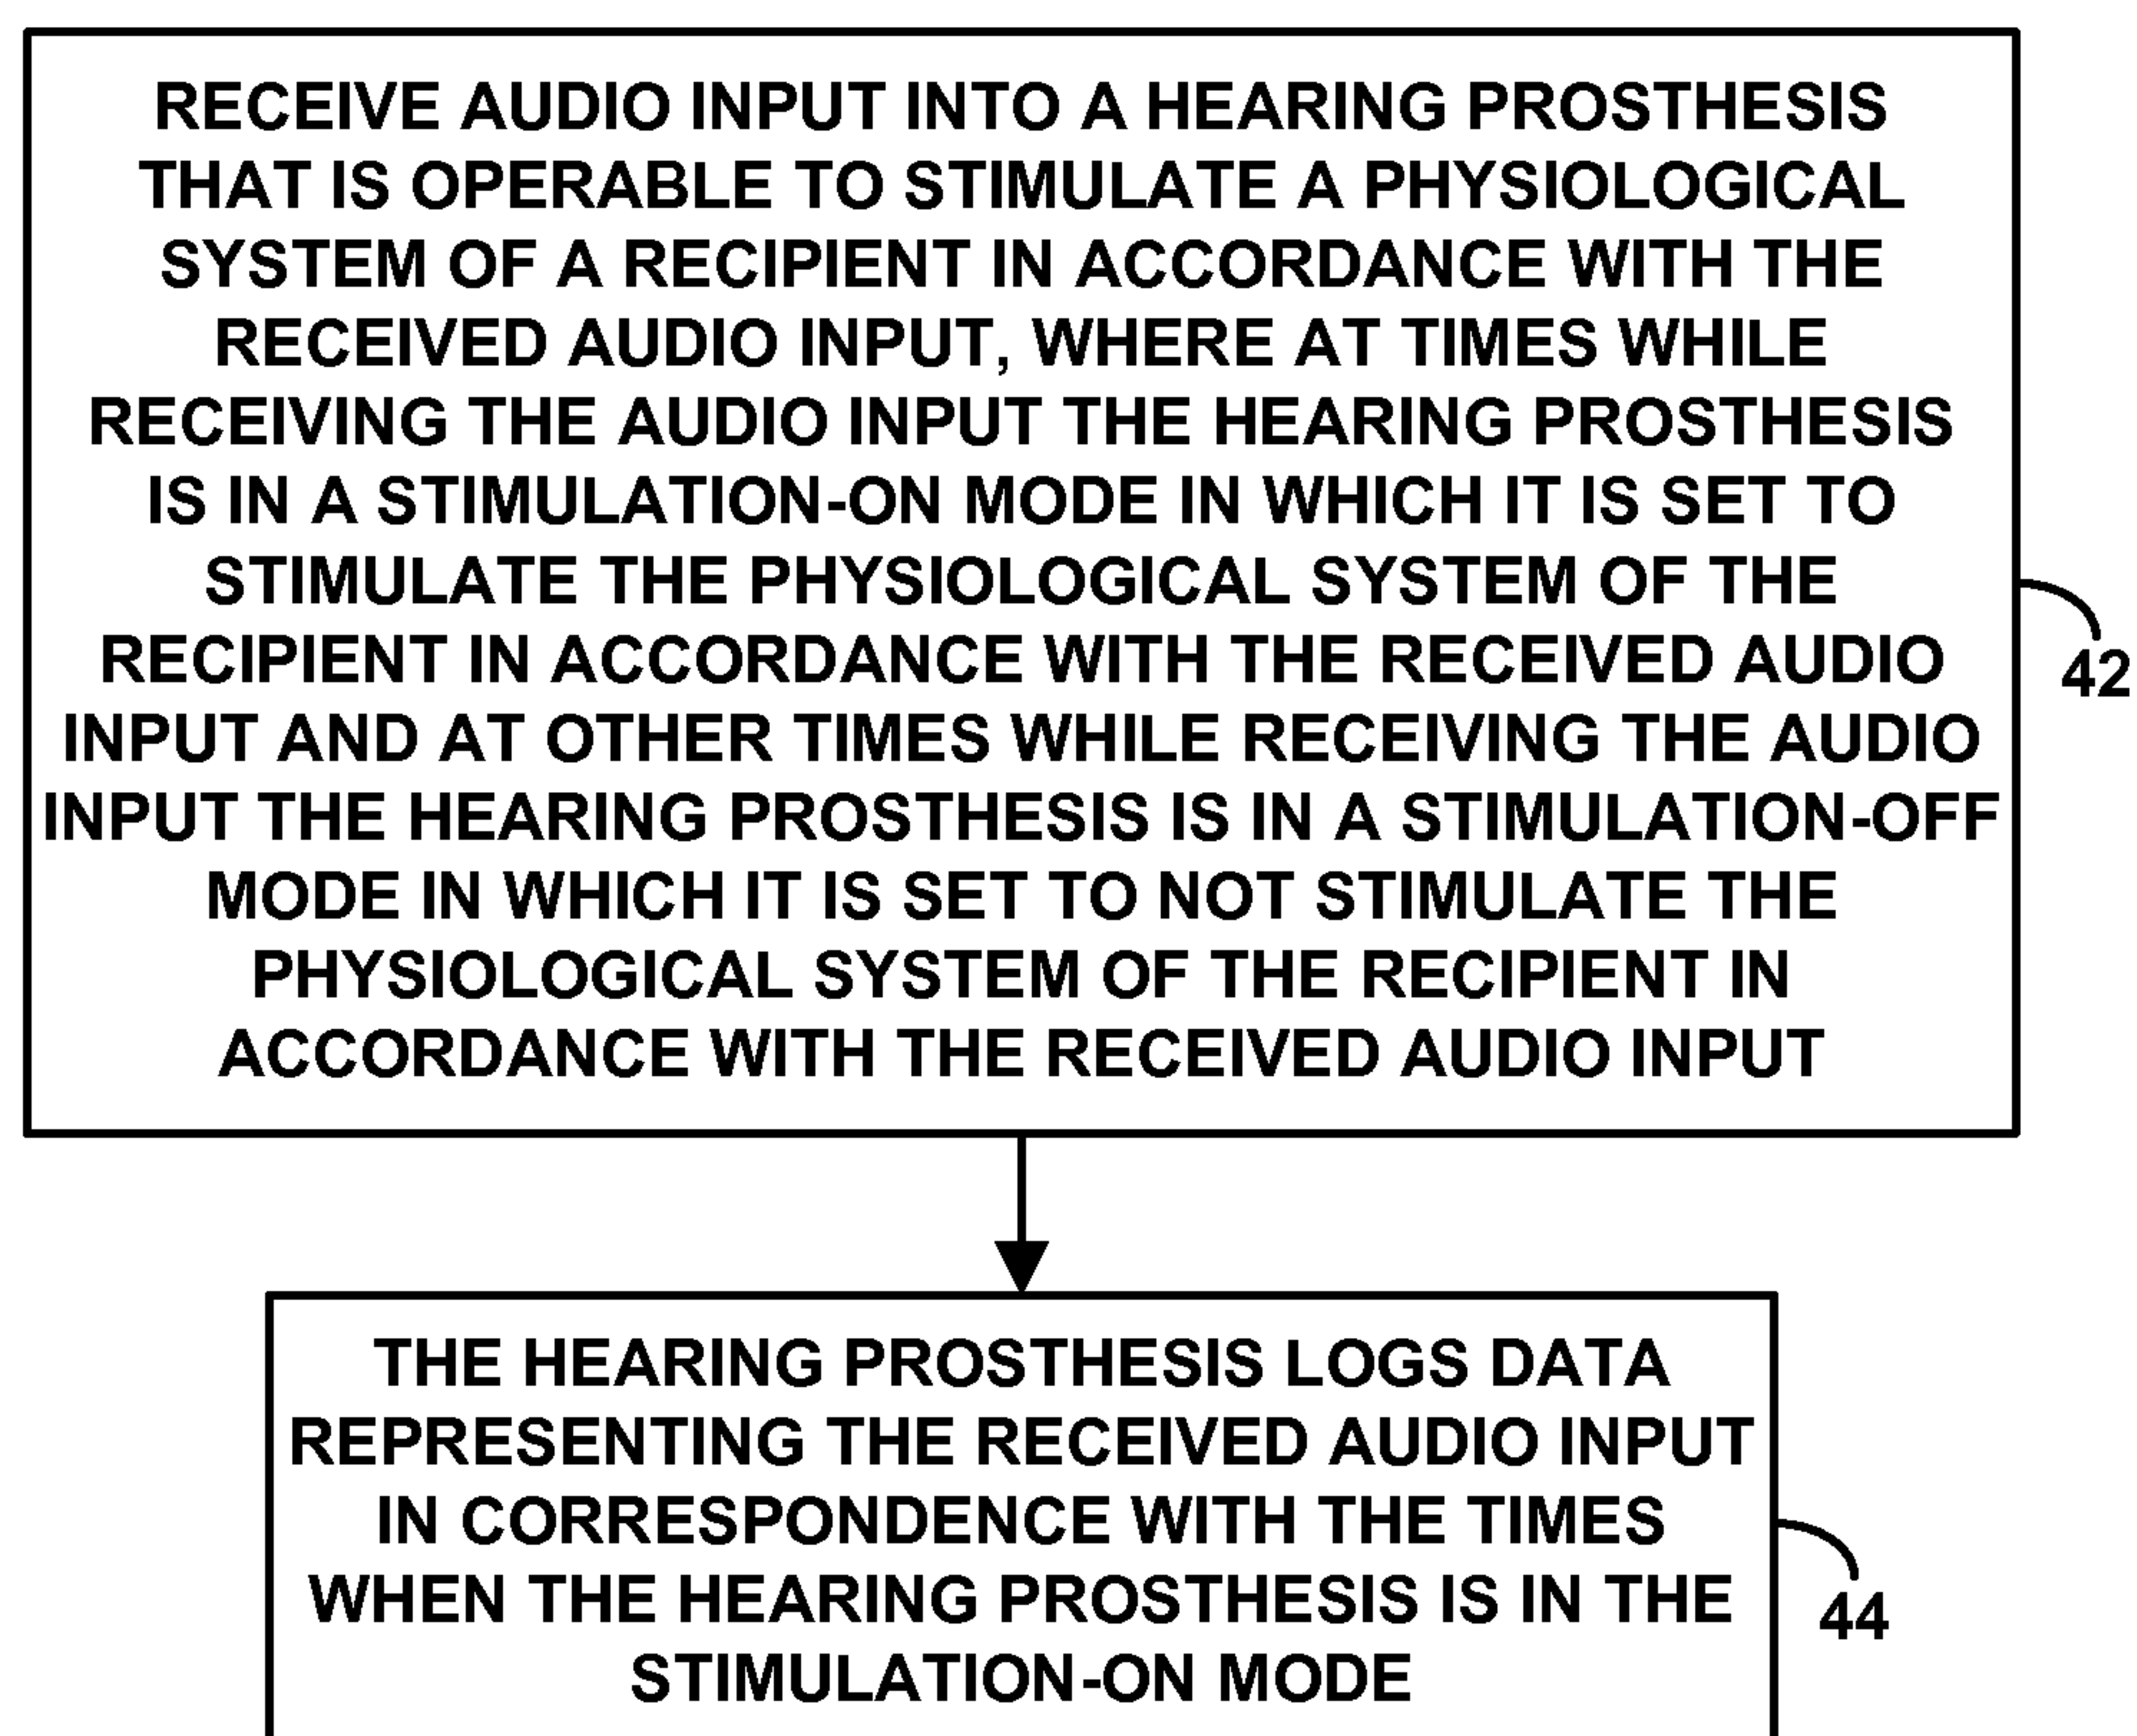 RECEIVE AUDIO INPUT INTO A HEARING PROSTHESIS
THAT IS OPERABLE TO STIMULATE A PHYSIOLOGICAL
SYSTEM OF A RECIPIENT IN ACCORDANCE WITH THE
RECEIVED AUDIO INPUT, WHERE AT TIMES WHILE
RECEIVING THE AUDIO INPUT THE HEARING PROSTHESIS
IS IN A STIMULATION-ON MODE IN WHICH IT IS SET TO
STIMULATE THE PHYSIOLOGICAL SYSTEM OF THE
RECIPIENT IN ACCORDANCE WITH THE RECEIVED AUDIO
INPUT AND AT OTHER TIMES WHILE RECEIVING THE AUDIO
INPUT THE HEARING PROSTHESIS IS IN A STIMULATION-OFF
MODE IN WHICH IT IS SET TO NOT STIMULATE THE
PHYSIOLOGICAL SYSTEM OF THE RECIPIENT IN
ACCORDANCE WITH THE RECEIVED AUDIO INPUT
42
THE HEARING PROSTHESIS LOGS DATA
REPRESENTING THE RECEIVED AUDIO INPUT
IN CORRESPONDENCE WITH THE TIMES
WHEN THE HEARING PROSTHESIS IS IN THE
STIMULATION-ON MODE
44